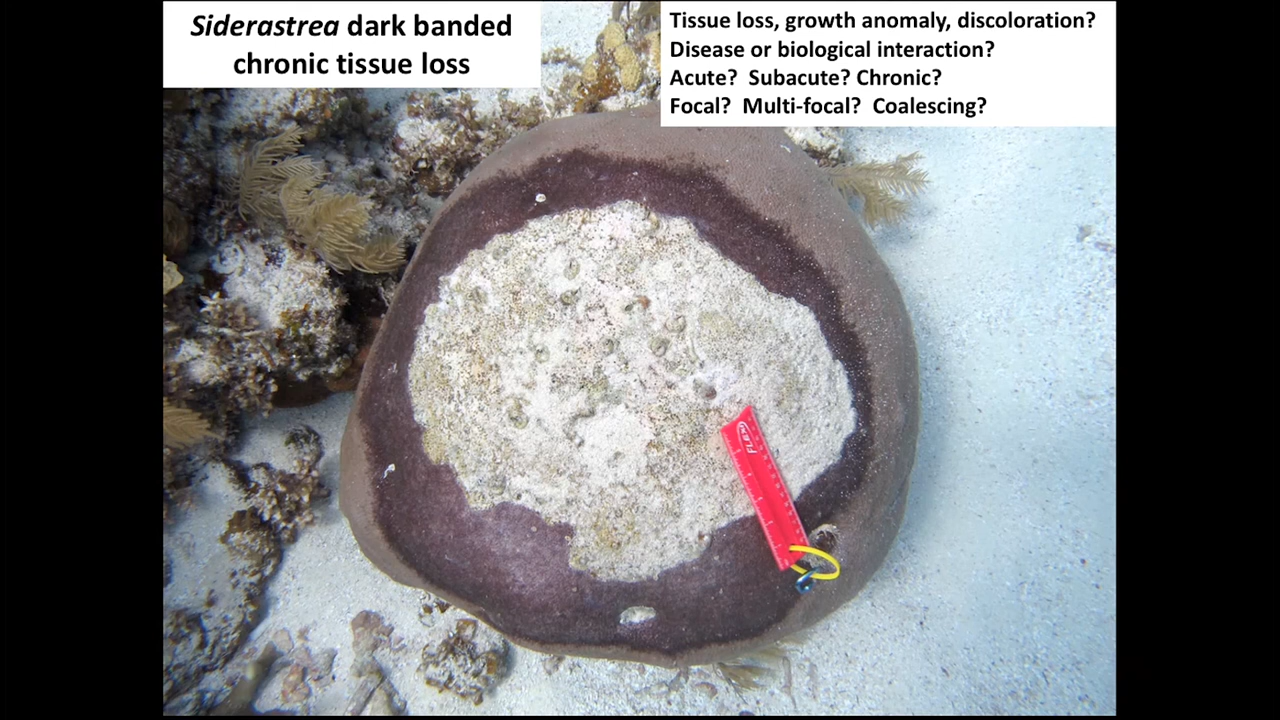 Siderastrea dark banded
chronic tissue loss
Tissue loss, growth anomaly, discoloration?
Disease or biological interaction?
Acute?  Subacute? Chronic?
Focal?  Multi-focal?  Coalescing?
FLEXI